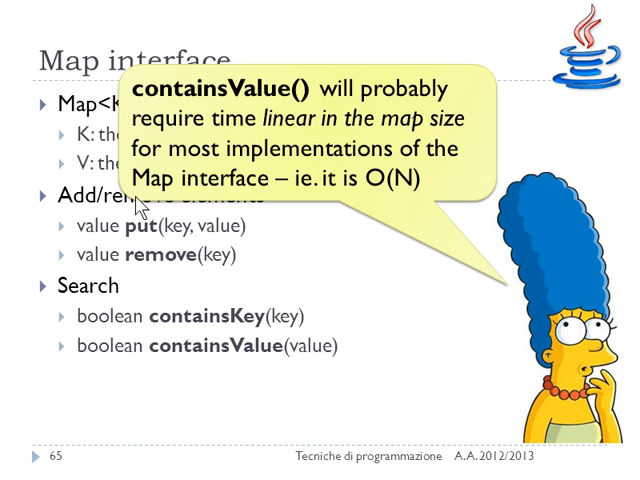 Map interface
containsValue() will probably
require time linear in the map size
for most implementations of the
Map interface – ie. it is O(N)
Map<K
K: the
V: the
Add/remove elements
value put(key, value)
value remove(key)
Search
boolean containsKey(key)
boolean containsValue(value)
65
Tecniche di programmazione A.A. 2012/2013